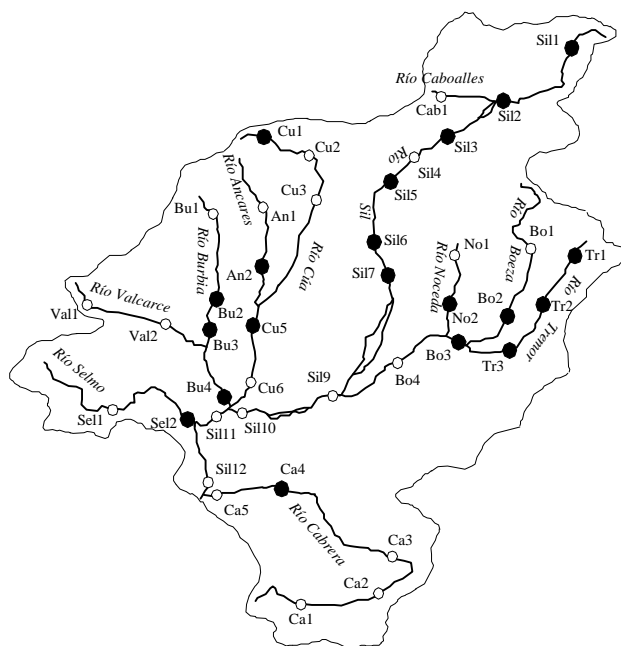 Sil1
Río Caboalles
Cab1
Sil2
Cu1
Sil3
Cu2
Río
Sil4
Río Ancares
Sil5
Cu3
Bu1
An1
Sil
Río
Bo1
No1
Sil6
Río Burbia
Río Cúa
Boeza
Tr1
An2
Sil7
Río Noceda
Río Valcarce
Río
Val1
Bu2
Bo2
Tr2
Val2
Cu5
No2
Tremor
Bu3
Bo3
Tr3
Río Selmo
Bu4
Cu6
Sil9
Bo4
Sel1
Sel2
Sil11
Sil10
Sil12
Ca4
Ca5
Río Cabrera
Ca3
Ca2
Ca1